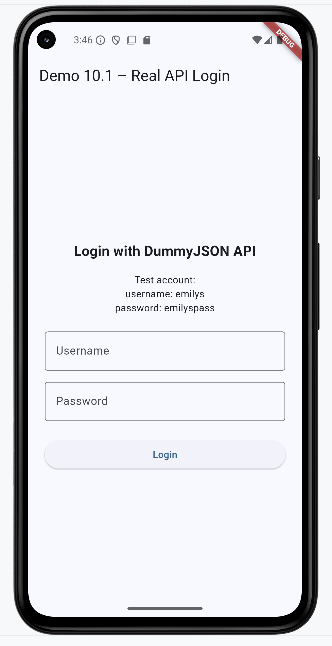 3:46
DEBUG
Demo 10.1 – Real API Login
Login with DummyJSON API
Test account:
username: emilys
password: emilyspass
Username
Password
Login